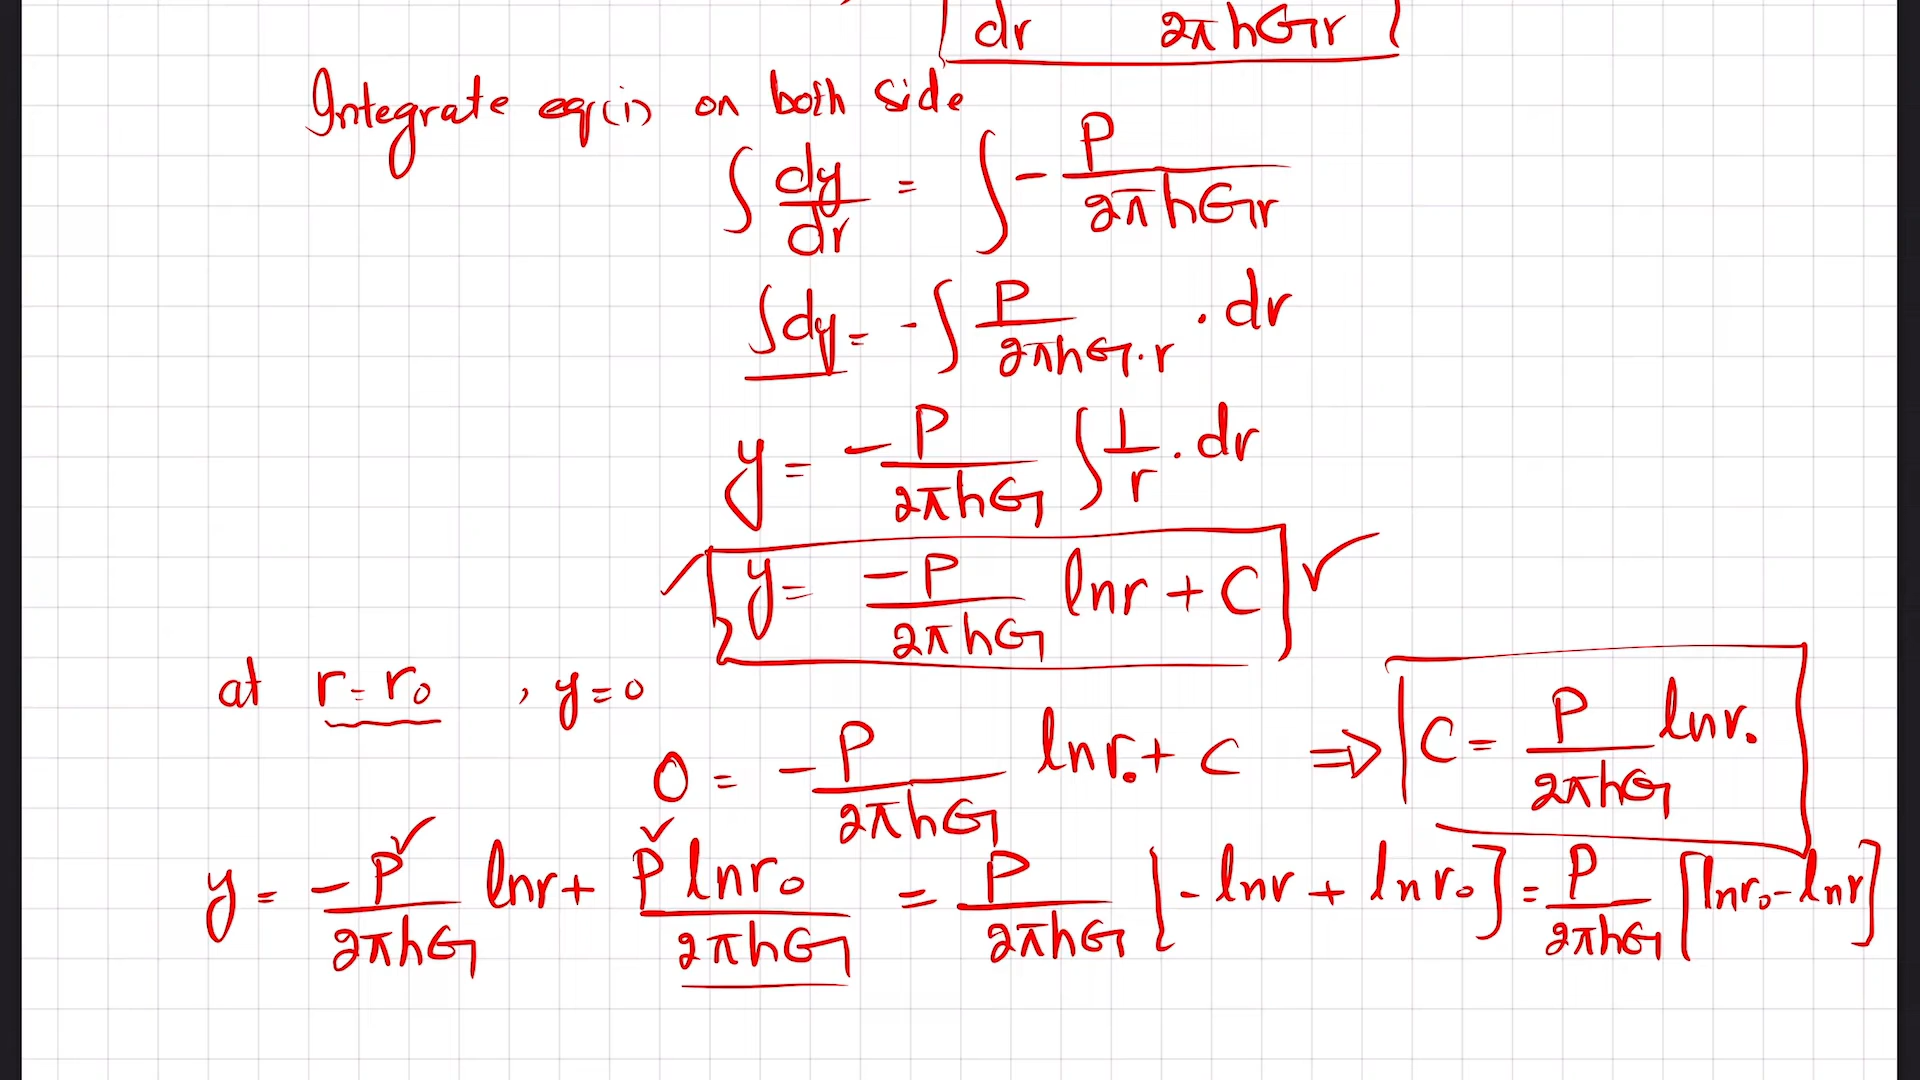 dr 2πhGr
Integrate eq(i) on both side
∫ dy/dr = ∫ - P/2πhGr
∫dy = -∫ P/2πhG·r · dr
y = -P/2πhG ∫ 1/r · dr
y = -P/2πhG lnr + C
at r=r₀ , y=0
0 = -P/2πhG lnr₀ + C ⇒ C = P/2πhG lnr₀
y = -P/2πhG lnr + P lnr₀/2πhG = P/2πhG [-lnr + lnr₀] = P/2πhG [lnr₀-lnr]